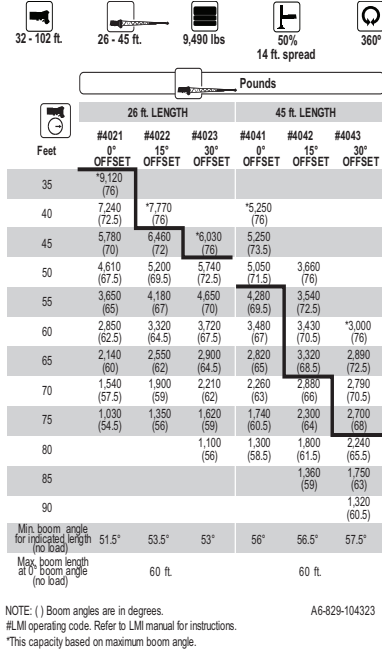 32 - 102 ft. 26 - 45 ft. 9,490 lbs 50% 360º
14 ft. spread
Pounds
26 ft. LENGTH 45 ft. LENGTH
#4021 #4022 #4023 #4041 #4042 #4043
Feet 0° 15° 30° 0° 15° 30°
OFFSET OFFSET OFFSET OFFSET OFFSET OFFSET
35 *9,120
(76)
40 7,240 *7,770 *5,250
(72.5) (76) (76)
45 5,780 6,460 *6,030 5,250
(70) (72) (76) (73.5)
50 4,610 5,200 5,740 5,050 3,660
(67.5) (69.5) (72.5) (71.5) (76)
55 3,650 4,180 4,650 4,280 3,540
(65) (67) (70) (69.5) (72.5)
60 2,850 3,320 3,720 3,480 3,430 *3,000
(62.5) (64.5) (67.5) (67) (70.5) (76)
65 2,140 2,550 2,900 2,820 3,320 2,890
(60) (62) (64.5) (65) (68.5) (72.5)
70 1,540 1,900 2,210 2,260 2,880 2,790
(57.5) (59) (62) (63) (66) (70.5)
75 1,030 1,350 1,620 1,740 2,300 2,700
(54.5) (56) (59) (60.5) (64) (68)
80 1,100 1,300 1,800 2,240
(56) (58.5) (61.5) (65.5)
85 1,360 1,750
(59) (63)
90 1,320
(60.5)
Min. boom angle
for indicated length 51.5° 53.5° 53° 56° 56.5° 57.5°
(no load)
Max. boom length
at 0° boom angle 60 ft. 60 ft.
(no load)
NOTE: ( ) Boom angles are in degrees. A6-829-104323
#LMI operating code. Refer to LMI manual for instructions.
*This capacity based on maximum boom angle.